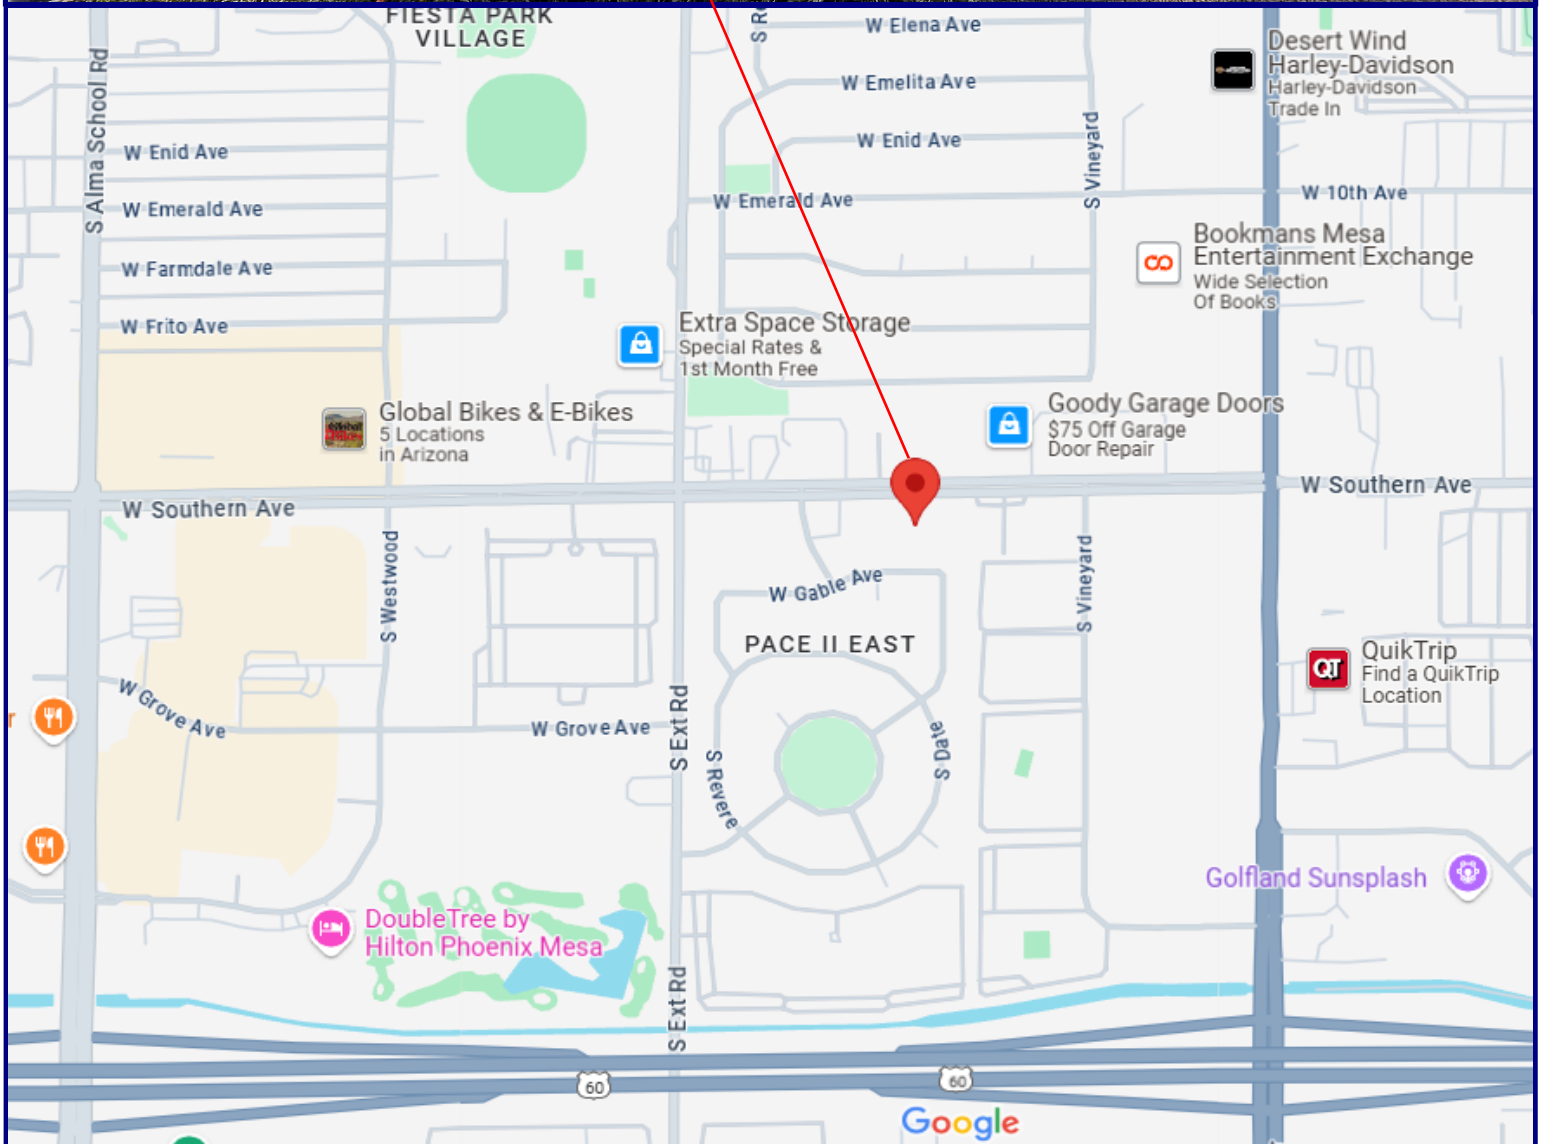 FIESTA PARK
VILLAGE
W Elena Ave
Desert Wind
Harley-Davidson
Harley-Davidson
Trade In
W Emelita Ave
S Alma School Rd
W Enid Ave
W Enid Ave
S Vineyard
W Emerald Ave
W Emerald Ave
W 10th Ave
Bookmans Mesa
Entertainment Exchange
Wide Selection
Of Books
W Farmdale Ave
W Frito Ave
Extra Space Storage
Special Rates &
1st Month Free
Global Bikes & E-Bikes
5 Locations
in Arizona
Goody Garage Doors
$75 Off Garage
Door Repair
W Southern Ave
W Southern Ave
S Westwood
W Gable Ave
S Vineyard
PACE II EAST
QT
QuikTrip
Find a QuikTrip
Location
W Grove Ave
W Grove Ave
S Ext Rd
S Revere
S Date
Golfland Sunsplash
DoubleTree by
Hilton Phoenix Mesa
S Ext Rd
60
60
Google